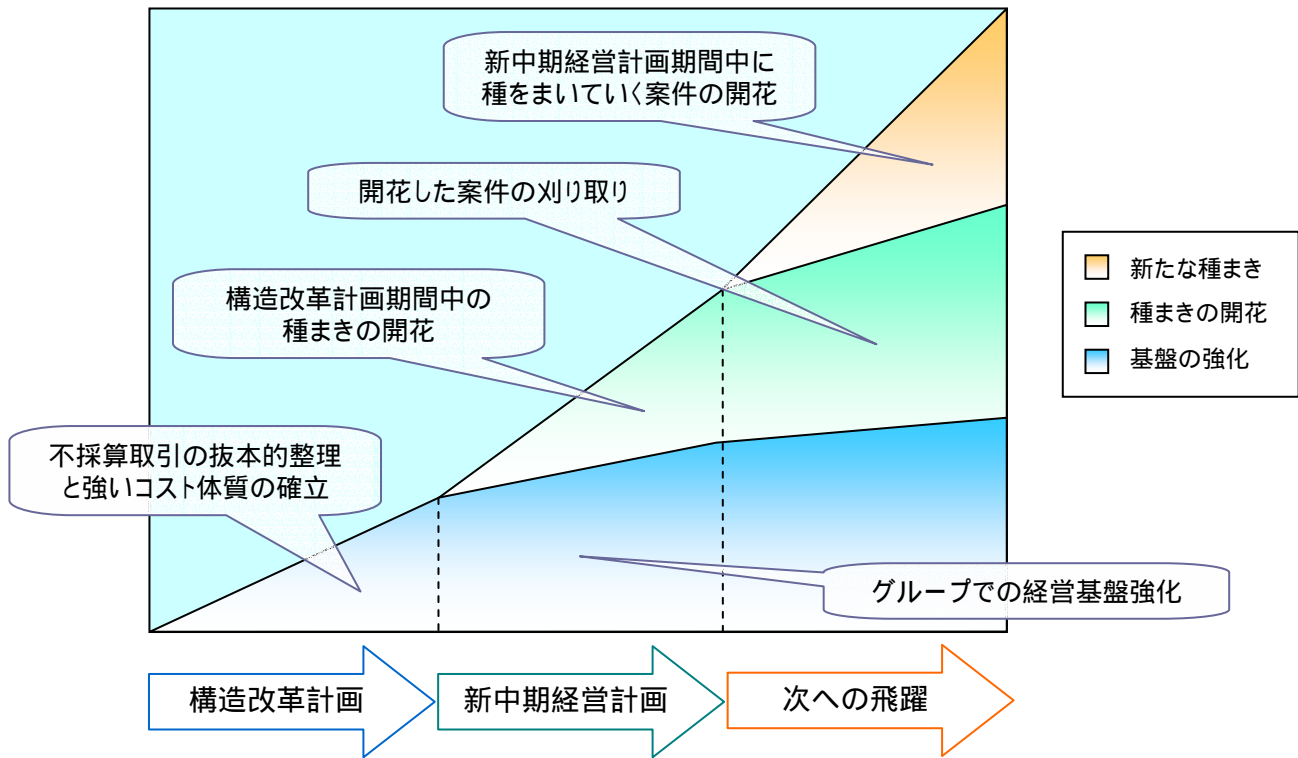 新中期経営計画期間中に
種をまいていく案件の開花
開花した案件の刈り取り
構造改革計画期間中の
種まきの開花
不採算取引の抜本的整理
と強いコスト体質の確立
グループでの経営基盤強化
新たな種まき
種まきの開花
基盤の強化
構造改革計画
新中期経営計画
次への飛躍